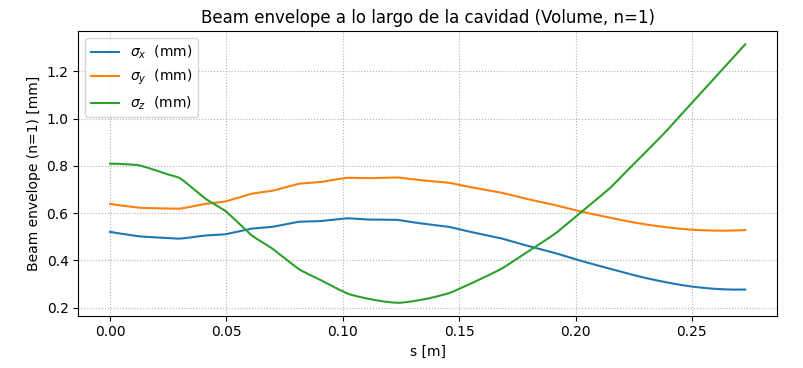 Beam envelope a lo largo de la cavidad (Volume, n=1)
σx (mm)
σy (mm)
σz (mm)
Beam envelope (n=1) [mm]
1.2
1.0
0.8
0.6
0.4
0.2
0.00 0.05 0.10 0.15 0.20 0.25
s [m]